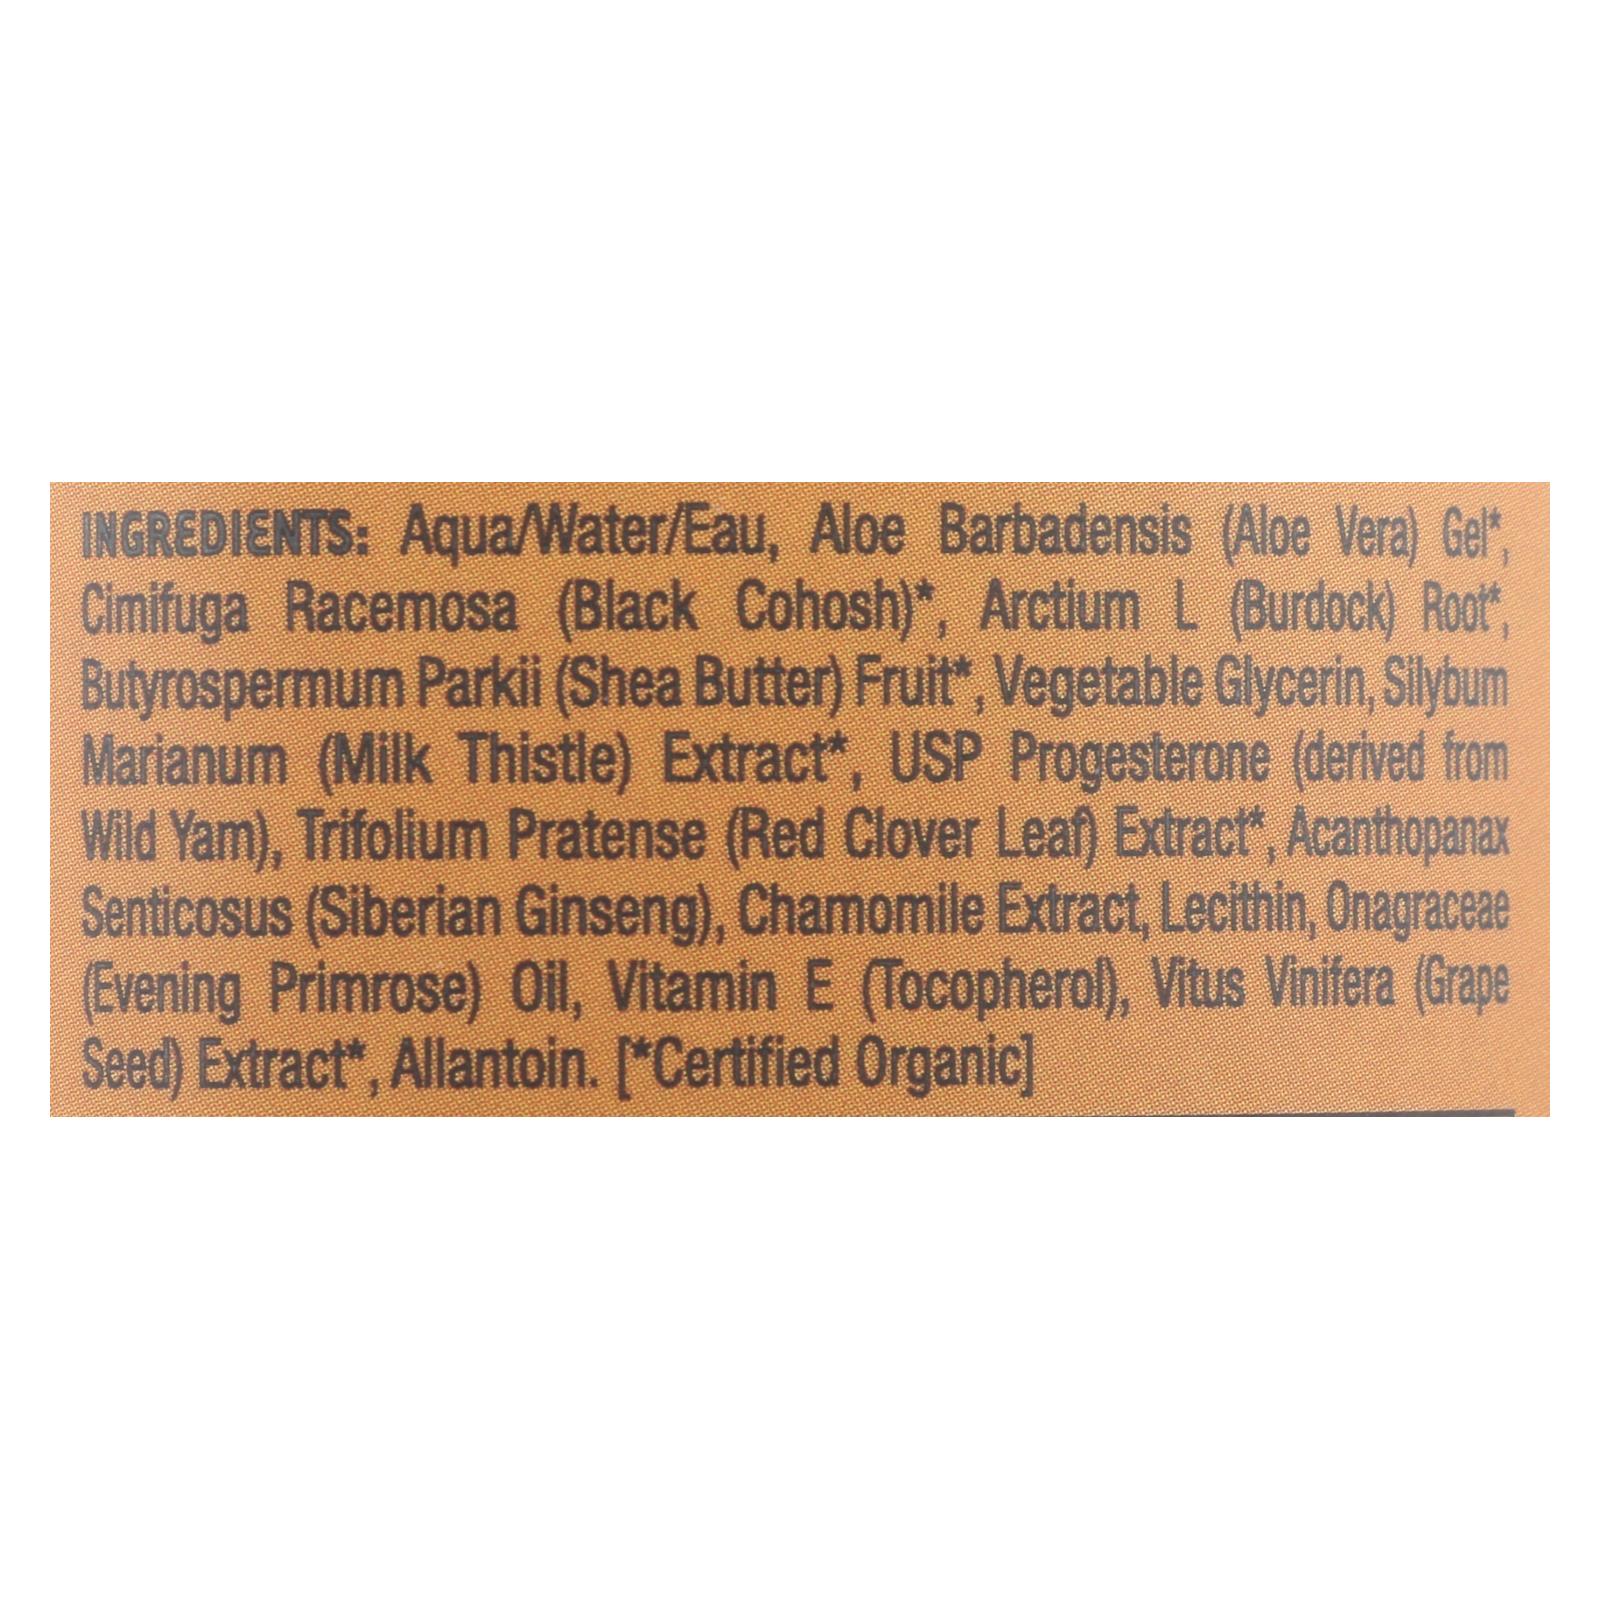 INGREDIENTS: Aqua/Water/Eau, Aloe Barbadensis (Aloe Vera) Gel*,
Cimifuga Racemosa (Black Cohosh)*, Arctium L (Burdock) Root*,
Butyrospermum Parkii (Shea Butter) Fruit*, Vegetable Glycerin, Silybum
Marianum (Milk Thistle) Extract*, USP Progesterone (derived from
Wild Yam), Trifolium Pratense (Red Clover Leaf) Extract*, Acanthopanax
Senticosus (Siberian Ginseng), Chamomile Extract, Lecithin, Onagraceae
(Evening Primrose) Oil, Vitamin E (Tocopherol), Vitus Vinifera (Grape
Seed) Extract*, Allantoin. [*Certified Organic]